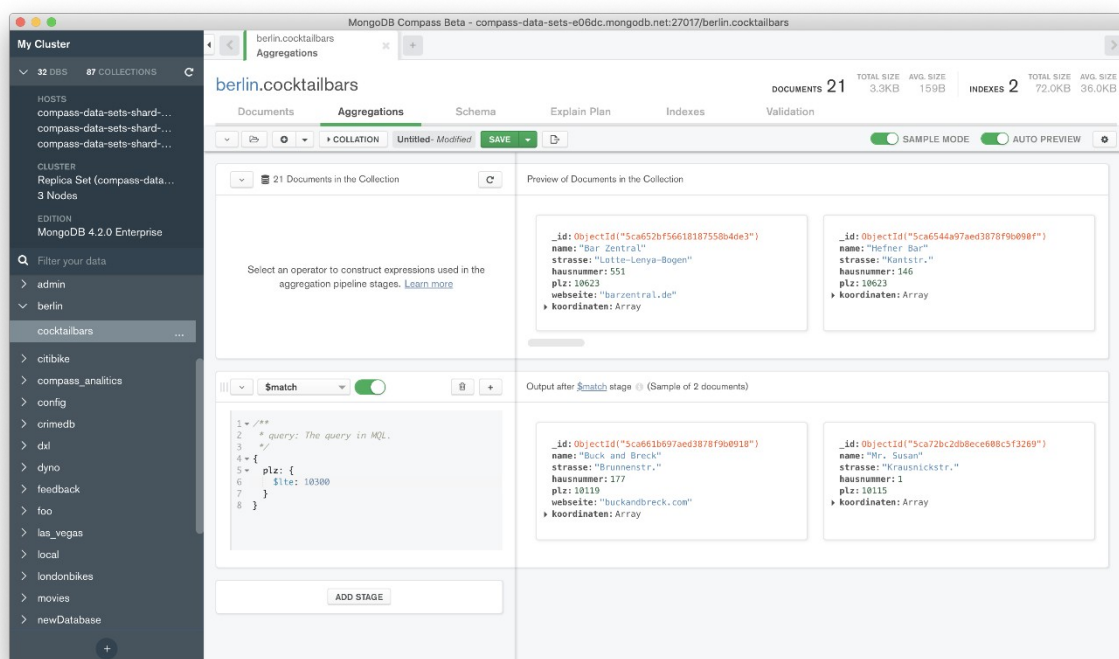 MongoDB Compass Beta - compass-data-sets-e06dc.mongodb.net:27017/berlin.cocktailbars
My Cluster
32 DBS 87 COLLECTIONS
HOSTS
compass-data-sets-shard-...
compass-data-sets-shard-...
compass-data-sets-shard-...
CLUSTER
Replica Set (compass-data...
3 Nodes
EDITION
MongoDB 4.2.0 Enterprise
Filter your data
admin
berlin
cocktailbars ...
citibike
compass_analitics
config
crimedb
dxl
dyno
feedback
foo
las_vegas
local
londonbikes
movies
newDatabase
+
berlin.cocktailbars
Aggregations
berlin.cocktailbars
DOCUMENTS 21 TOTAL SIZE 3.3KB AVG. SIZE 159B INDEXES 2 TOTAL SIZE 72.0KB AVG. SIZE 36.0KB
Documents Aggregations Schema Explain Plan Indexes Validation
COLLATION Untitled- Modified SAVE SAMPLE MODE AUTO PREVIEW
21 Documents in the Collection
Select an operator to construct expressions used in the
aggregation pipeline stages. Learn more
Preview of Documents in the Collection
_id: ObjectId("5ca652bf56618187558b4de3")
name: "Bar Zentral"
strasse: "Lotte-Lenya-Bogen"
hausnummer: 551
plz: 10623
webseite: "barzentral.de"
koordinaten: Array
_id: ObjectId("5ca6544a97aed3878f9b090f")
name: "Hefner Bar"
strasse: "Kantstr."
hausnummer: 146
plz: 10623
koordinaten: Array
$match
1 /**
2 * query: The query in MQL.
3 */
4 {
5 plz: {
6 $lte: 10300
7 }
8 }
Output after $match stage (Sample of 2 documents)
_id: ObjectId("5ca661b697aed3878f9b0918")
name: "Buck and Breck"
strasse: "Brunnenstr."
hausnummer: 177
plz: 10119
webseite: "buckandbreck.com"
koordinaten: Array
_id: ObjectId("5ca72bc2db8ece608c5f3269")
name: "Mr. Susan"
strasse: "Krausnickstr."
hausnummer: 1
plz: 10115
koordinaten: Array
ADD STAGE